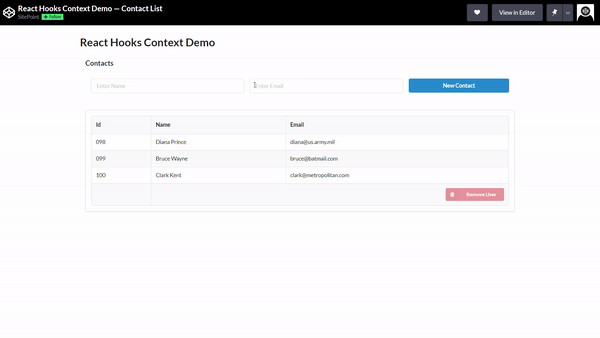 React Hooks Context Demo — Contact List
SitePoint + Follow
View in Editor
React Hooks Context Demo
Contacts
Enter Name
Enter Email
New Contact
Id Name Email
098 Diana Prince diana@us.army.mil
099 Bruce Wayne bruce@batmail.com
100 Clark Kent clark@metropolitan.com
Remove User